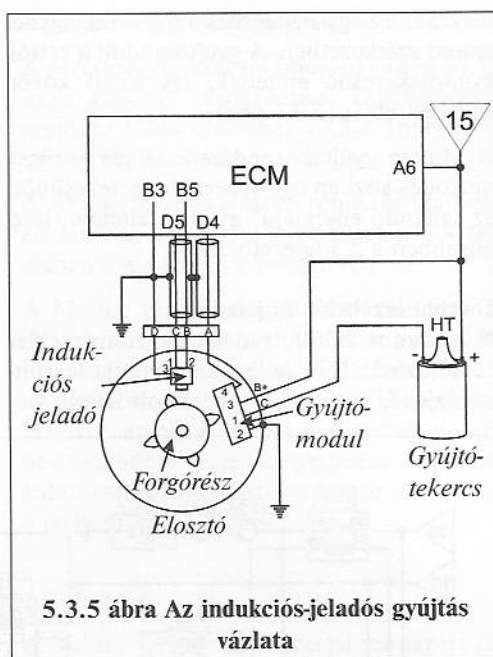 15
ECM
A6
B3 B5
D5 D4
D C B A
HT
- +
Indukciós
jeladó
3 1 2
4
3
1
2
B+
C
Gyújtó-
modul
Forgórész
Elosztó
Gyújtó-
tekercs
5.3.5 ábra Az indukciós-jeladós gyújtás
vázlata